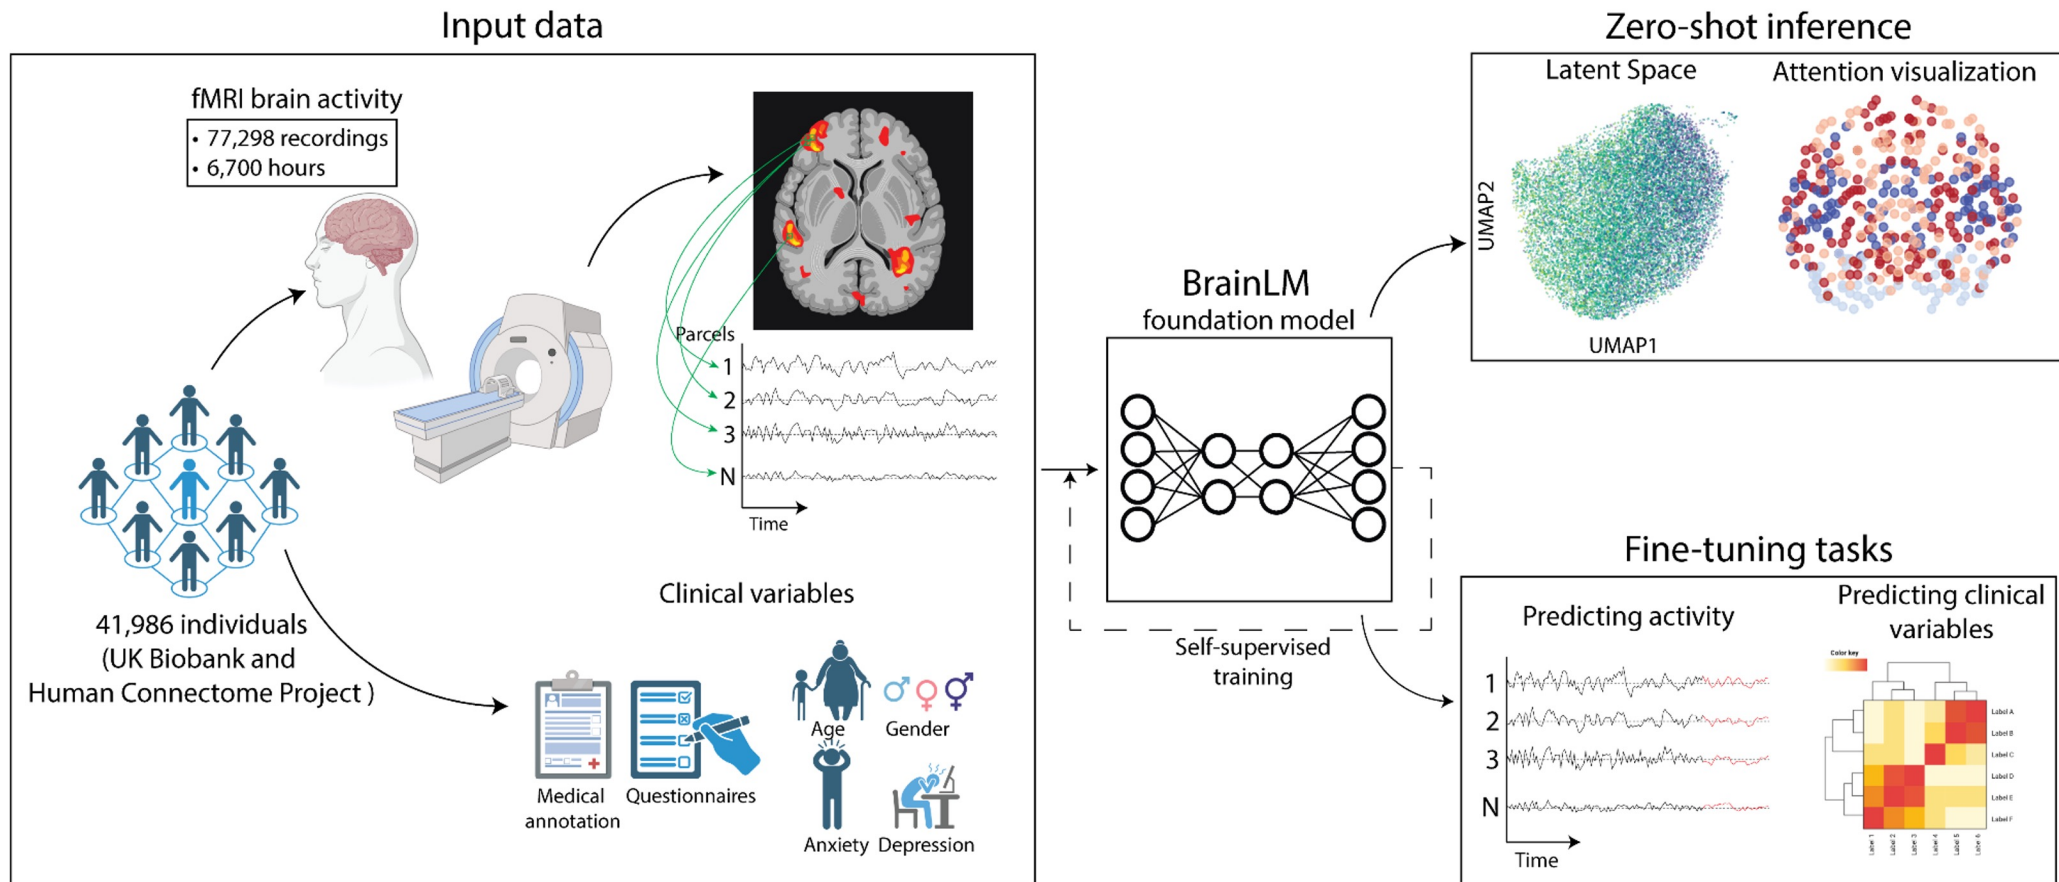 Input data
fMRI brain activity
• 77,298 recordings
• 6,700 hours
41,986 individuals
(UK Biobank and
Human Connectome Project )
Parcels
1
2
3
N
Time
Clinical variables
Medical
annotation
Questionnaires
Age
Gender
Anxiety
Depression
BrainLM
foundation model
Self-supervised
training
Zero-shot inference
Latent Space
Attention visualization
UMAP2
UMAP1
Fine-tuning tasks
Predicting activity
1
2
3
N
Time
Predicting clinical
variables
Color key
Label A
Label B
Label C
Label D
Label E
Label F
Label 1
Label 2
Label 3
Label 4
Label 5
Label 6